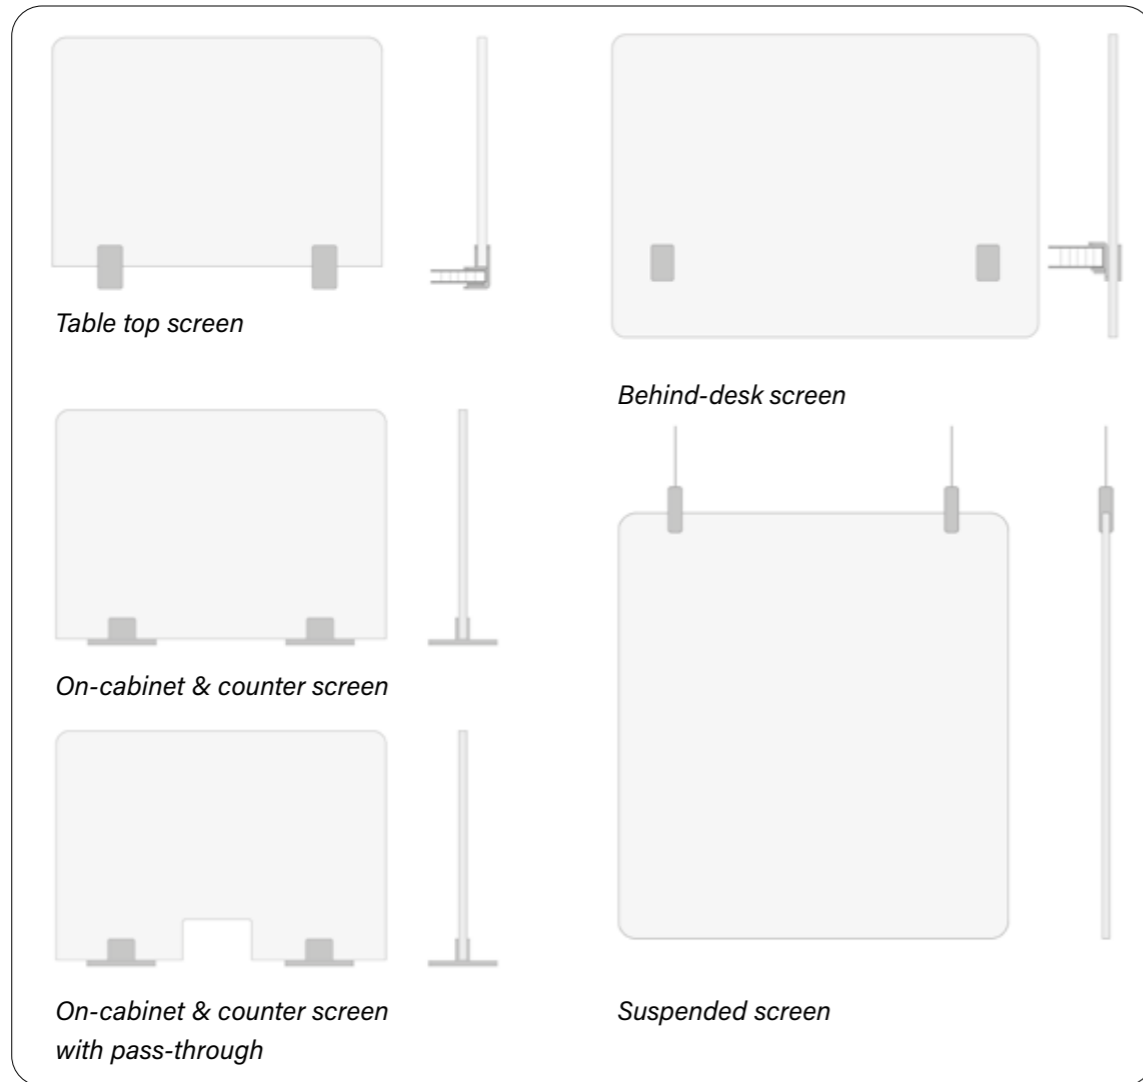 Table top screen
Behind-desk screen
On-cabinet & counter screen
On-cabinet & counter screen
with pass-through
Suspended screen